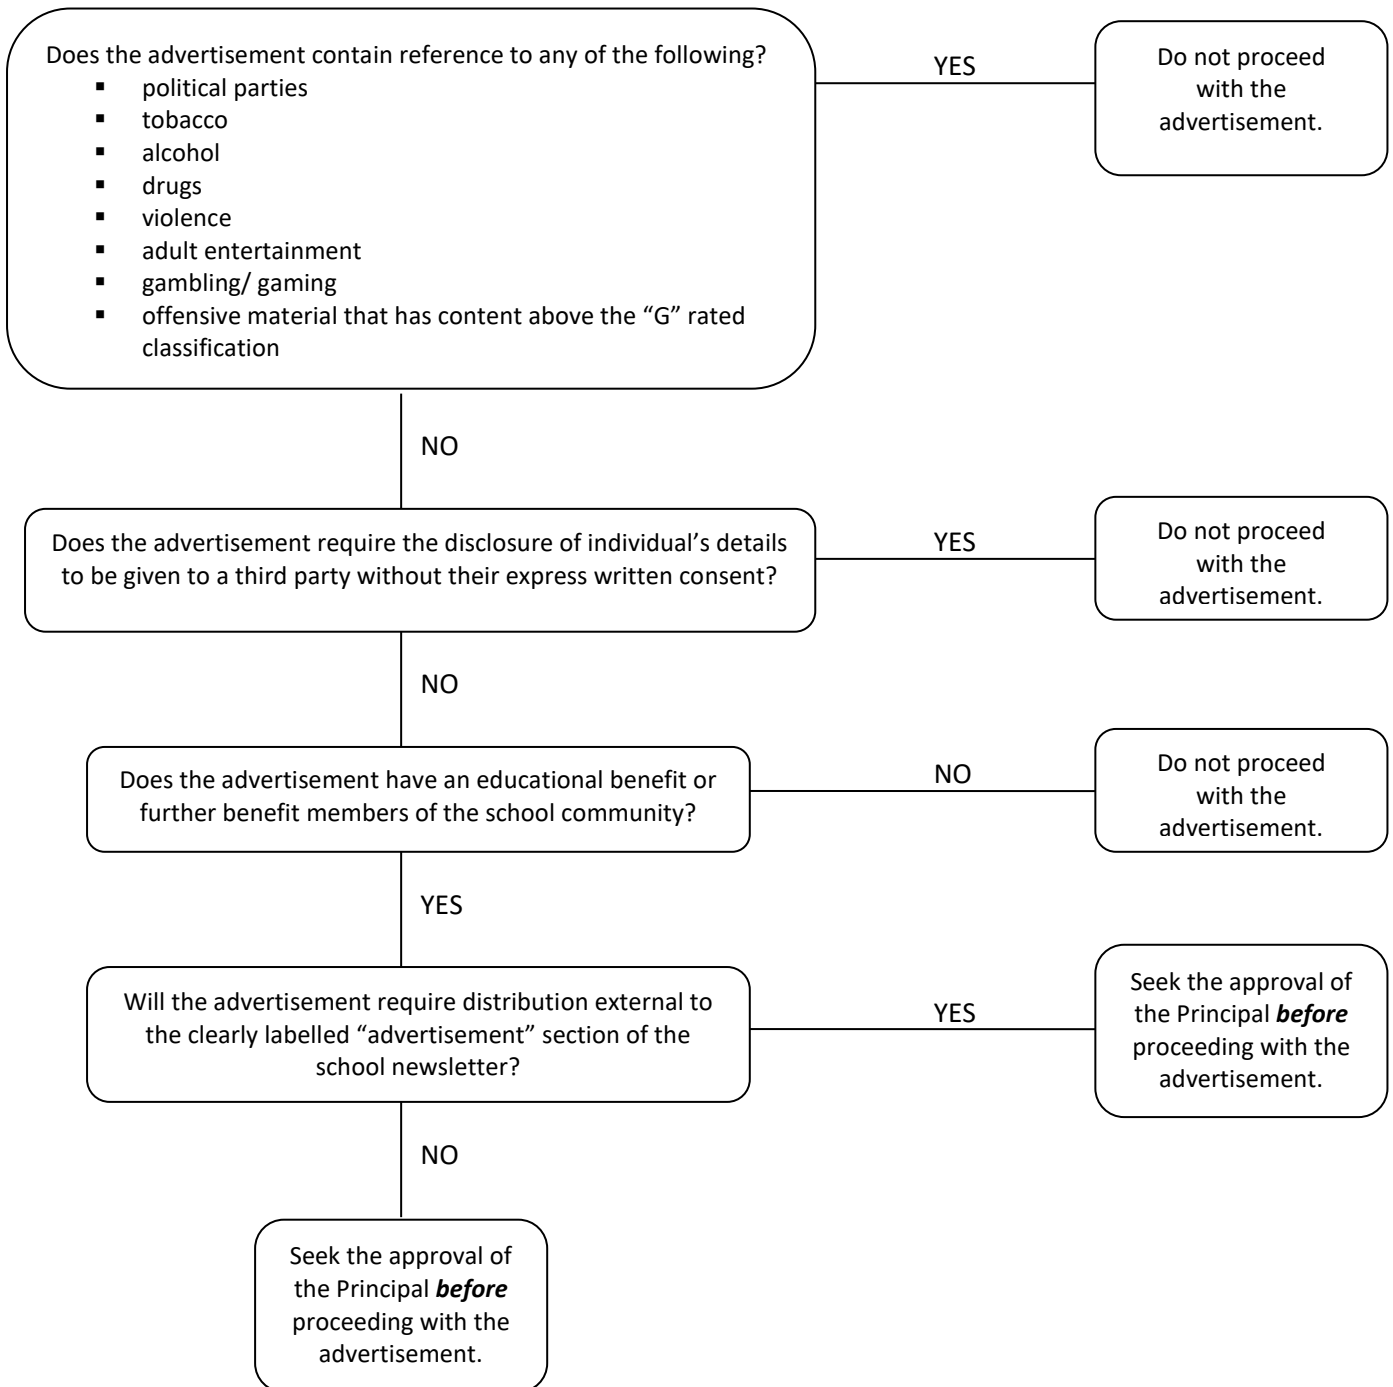 Does the advertisement contain reference to any of the following?
▪ political parties
▪ tobacco
▪ alcohol
▪ drugs
▪ violence
▪ adult entertainment
▪ gambling/ gaming
▪ offensive material that has content above the “G” rated
classification
YES
Do not proceed
with the
advertisement.
NO
Does the advertisement require the disclosure of individual’s details
to be given to a third party without their express written consent?
YES
Do not proceed
with the
advertisement.
NO
Does the advertisement have an educational benefit or
further benefit members of the school community?
NO
Do not proceed
with the
advertisement.
YES
Will the advertisement require distribution external to
the clearly labelled “advertisement” section of the
school newsletter?
YES
Seek the approval of
the Principal before
proceeding with the
advertisement.
NO
Seek the approval of
the Principal before
proceeding with the
advertisement.